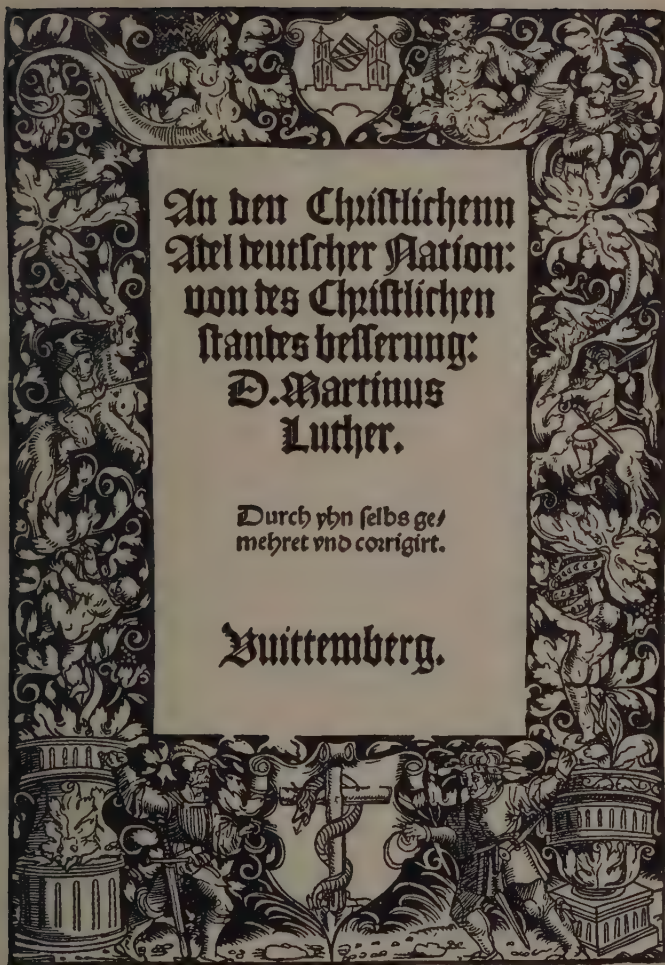 An den Christlichenn
Adel deutscher Nation:
von des Christlichen
standes besserung:
D. Martinus
Luther.
Durch yhn selbs ge/
mehret vnd corrigirt.
Vuittemberg.